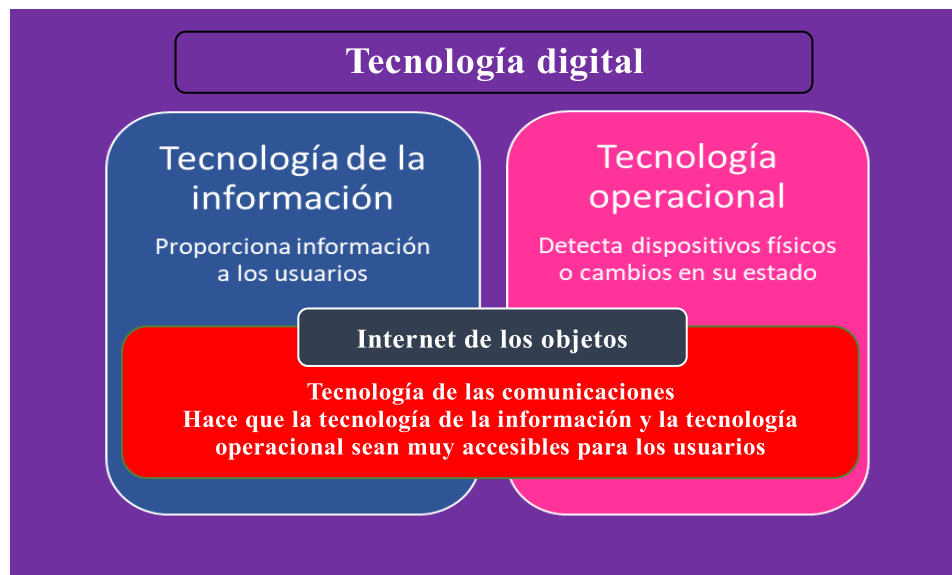 Tecnología digital
Tecnología de la
información
Proporciona información
a los usuarios
Tecnología
operacional
Detecta dispositivos físicos
o cambios en su estado
Internet de los objetos
Tecnología de las comunicaciones
Hace que la tecnología de la información y la tecnología
operacional sean muy accesibles para los usuarios